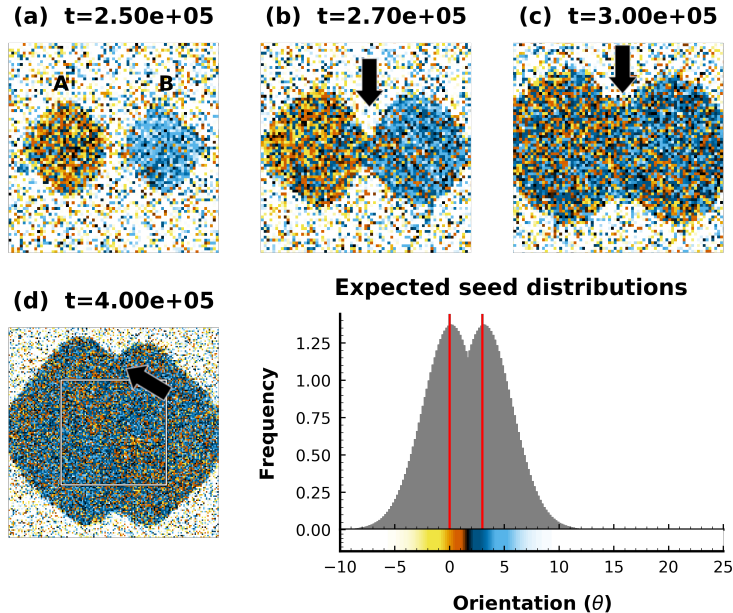 (a) t=2.50e+05
(b) t=2.70e+05
(c) t=3.00e+05
A
B
(d) t=4.00e+05
Expected seed distributions
Frequency
1.25
1.00
0.75
0.50
0.25
0.00
−10 −5 0 5 10 15 20 25
Orientation (θ)